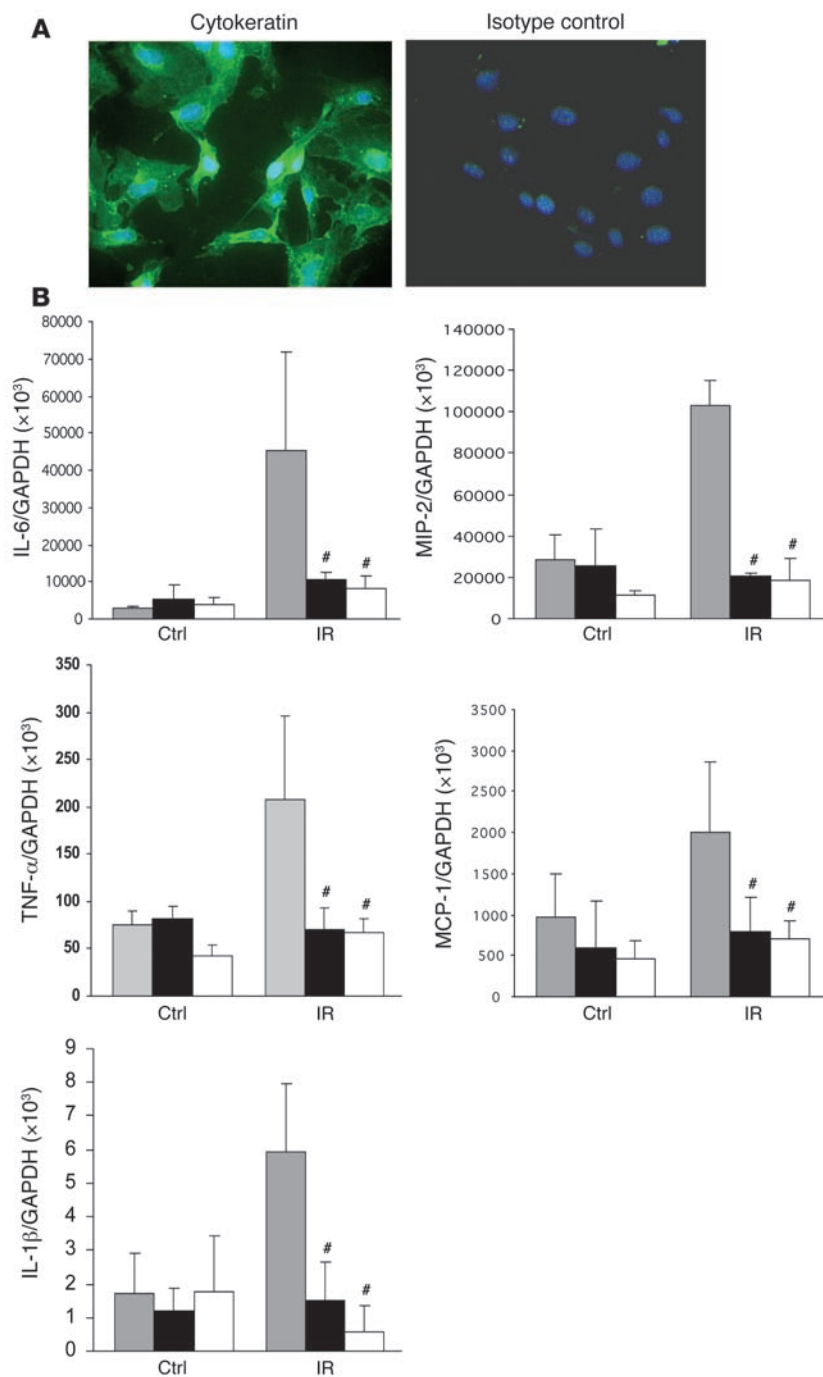 A
Cytokeratin
Isotype control
B
IL-6/GAPDH (×10³)
80000
70000
60000
50000
40000
30000
20000
10000
0
#
#
Ctrl
IR
MIP-2/GAPDH (×10³)
140000
120000
100000
80000
60000
40000
20000
0
#
#
Ctrl
IR
TNF-α/GAPDH (×10³)
350
300
250
200
150
100
50
0
#
#
Ctrl
IR
MCP-1/GAPDH (×10³)
3500
3000
2500
2000
1500
1000
500
0
#
#
Ctrl
IR
IL-1β/GAPDH (×10³)
9
8
7
6
5
4
3
2
1
0
#
#
Ctrl
IR